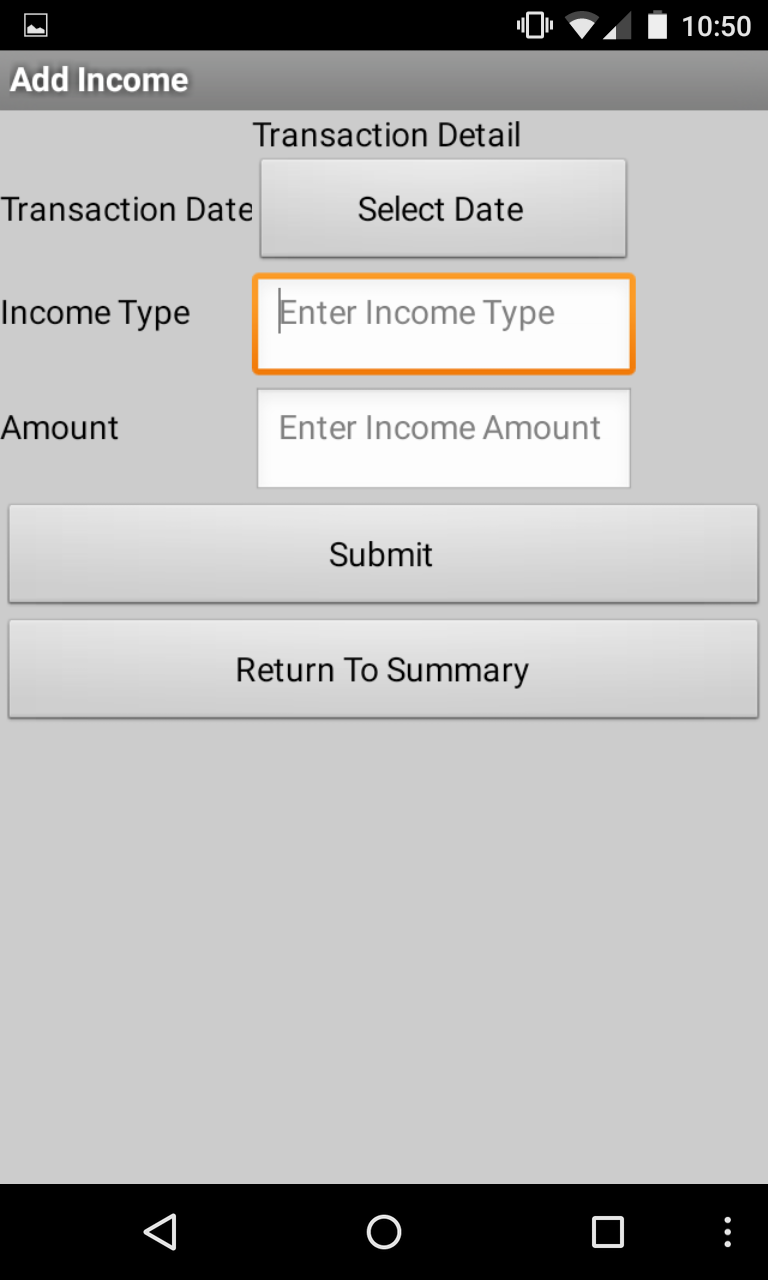 10:50
Add Income
Transaction Detail
Transaction Date
Select Date
Income Type
Enter Income Type
Amount
Enter Income Amount
Submit
Return To Summary